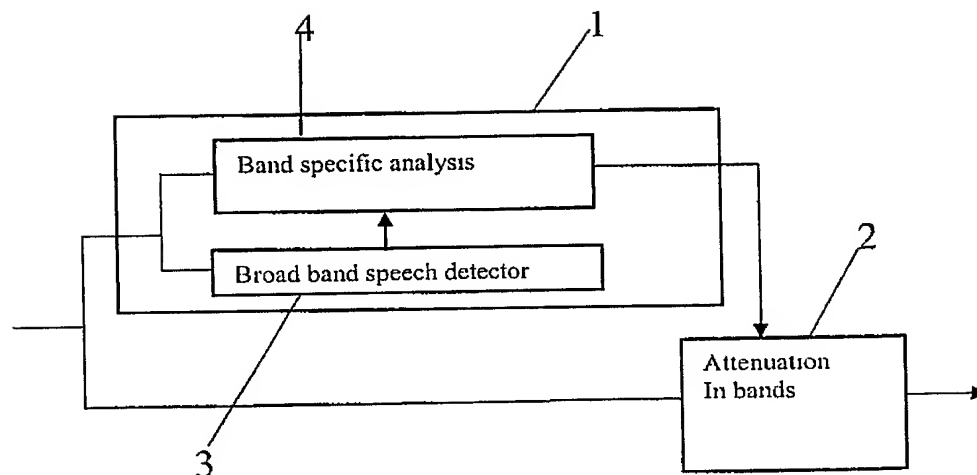 4
1
Band specific analysis
Broad band speech detector
2
Attenuation
In bands
3